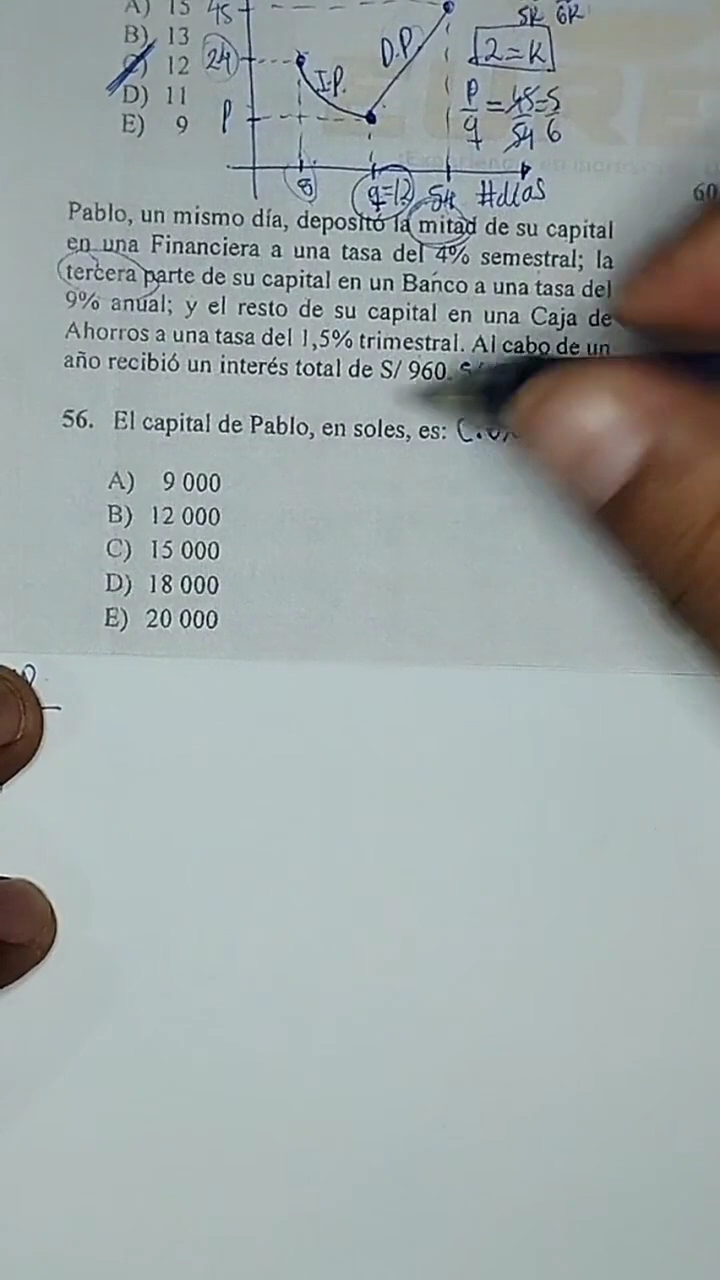 A) 15 45
5K 6K
B) 13
D.P.
2=K
C) 12 24
I.P.
D) 11
P/q = 45/54 = 5/6
E) 9 P
8 q=12 54 #días
60
Pablo, un mismo día, depositó la mitad de su capital
en una Financiera a una tasa del 4% semestral; la
tercera parte de su capital en un Banco a una tasa del
9% anual; y el resto de su capital en una Caja de
Ahorros a una tasa del 1,5% trimestral. Al cabo de un
año recibió un interés total de S/ 960.
56. El capital de Pablo, en soles, es:
A) 9 000
B) 12 000
C) 15 000
D) 18 000
E) 20 000